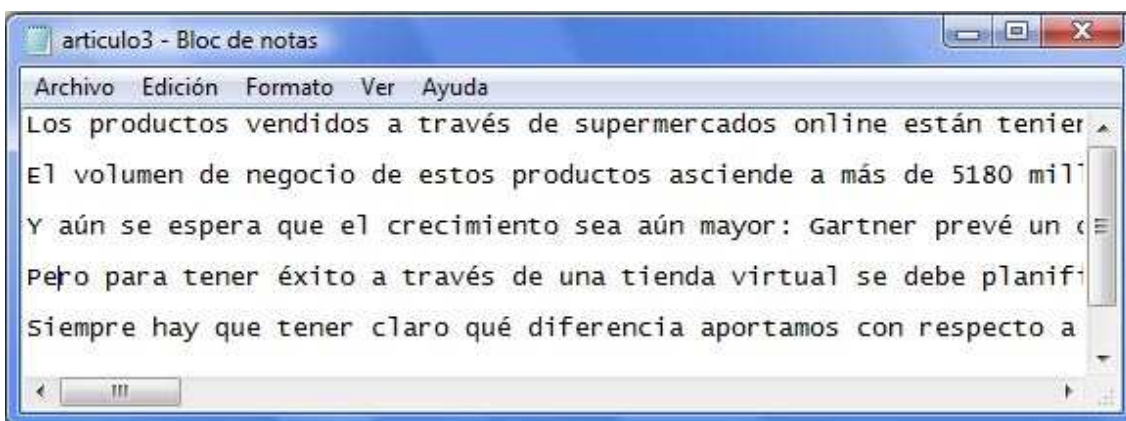 articulo3 - Bloc de notas
Archivo Edición Formato Ver Ayuda
Los productos vendidos a través de supermercados online están
El volumen de negocio de estos productos asciende a más de 5180
Y aún se espera que el crecimiento sea aún mayor: Gartner prevé un
Pero para tener éxito a través de una tienda virtual se debe
Siempre hay que tener claro qué diferencia aportamos con respecto a